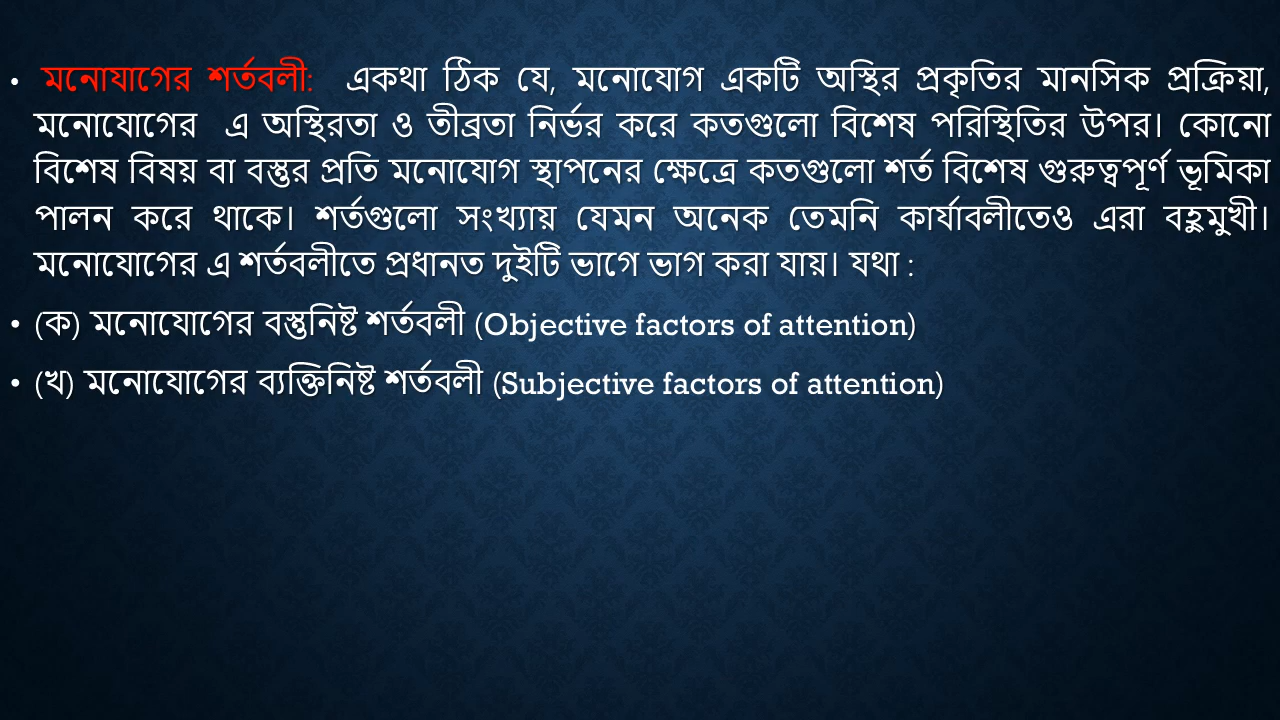 • মনোযাগের শর্তবলী: একথা ঠিক যে, মনোযোগ একটি অস্থির প্রকৃতির মানসিক প্রক্রিয়া,
মনোযোগের এ অস্থিরতা ও তীব্রতা নির্ভর করে কতগুলো বিশেষ পরিস্থিতির উপর। কোনো
বিশেষ বিষয় বা বস্তুর প্রতি মনোযোগ স্থাপনের ক্ষেত্রে কতগুলো শর্ত বিশেষ গুরুত্বপূর্ণ ভূমিকা
পালন করে থাকে। শর্তগুলো সংখ্যায় যেমন অনেক তেমনি কার্যাবলীতেও এরা বহুমুখী।
মনোযোগের এ শর্তবলীতে প্রধানত দুইটি ভাগে ভাগ করা যায়। যথা :
• (ক) মনোযোগের বস্তুনিষ্ট শর্তবলী (Objective factors of attention)
• (খ) মনোযোগের ব্যক্তিনিষ্ট শর্তবলী (Subjective factors of attention)